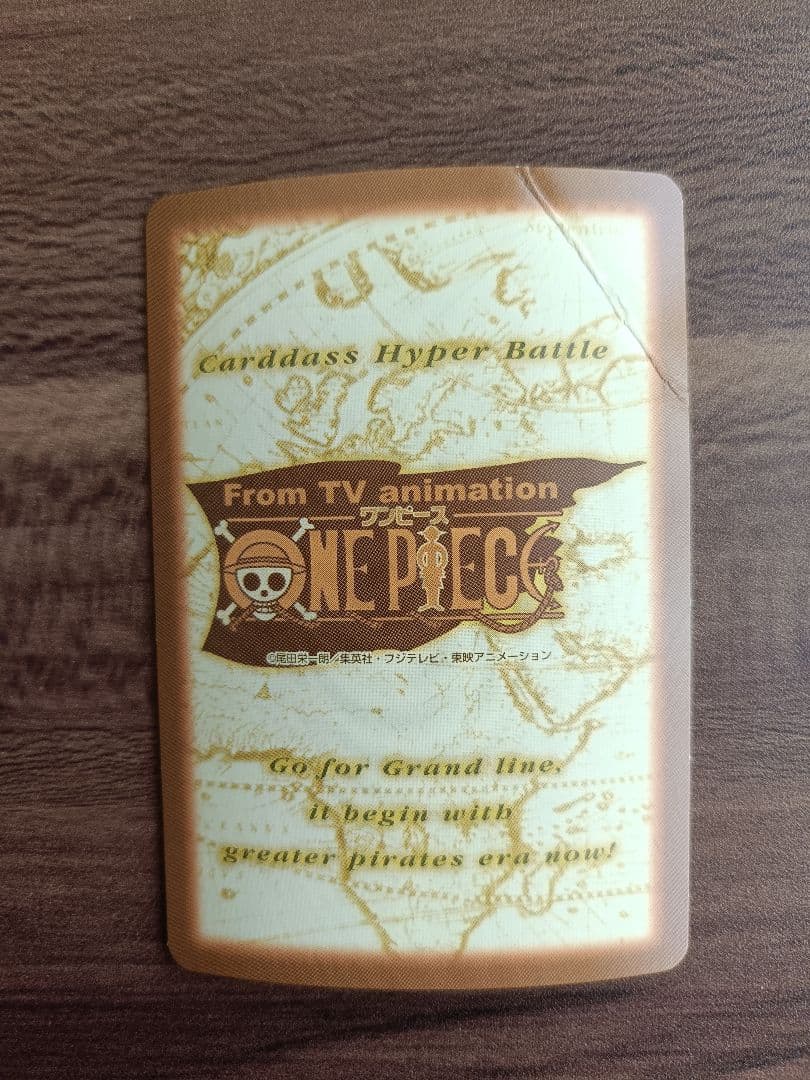 Carddass Hyper Battle
From TV animation
ワンピース
ONE PIECE
©尾田栄一郎／集英社・フジテレビ・東映アニメーション
Go for Grand line,
it begin with
greater pirates era now!